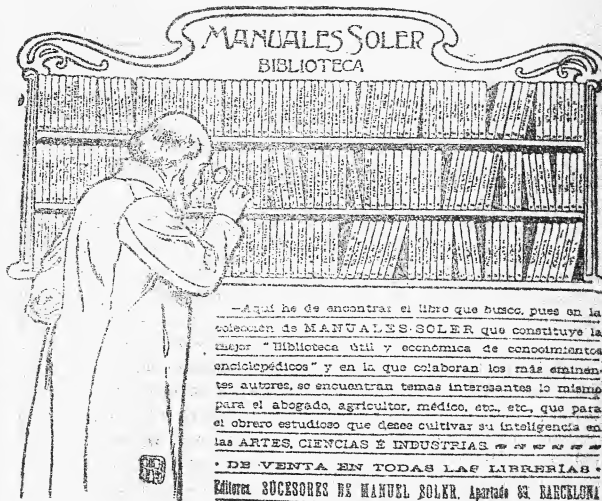 MANUALES SOLER
BIBLIOTECA
—Aquí he de encontrar el libro que busco, pues en la
colección de MANUALES-SOLER que constituye la
mejor "Biblioteca útil y económica de conocimientos
enciclopédicos" y en la que colaboran los más eminen-
tes autores, se encuentran temas interesantes lo mismo
para el abogado, agricultor, médico, etc., etc., que para
el obrero estudioso que desee cultivar su inteligencia en
las ARTES, CIENCIAS É INDUSTRIAS
• DE VENTA EN TODAS LAS LIBRERÍAS •
Editores SUCESORES DE MANUEL SOLER, Apartado 89, BARCELONA